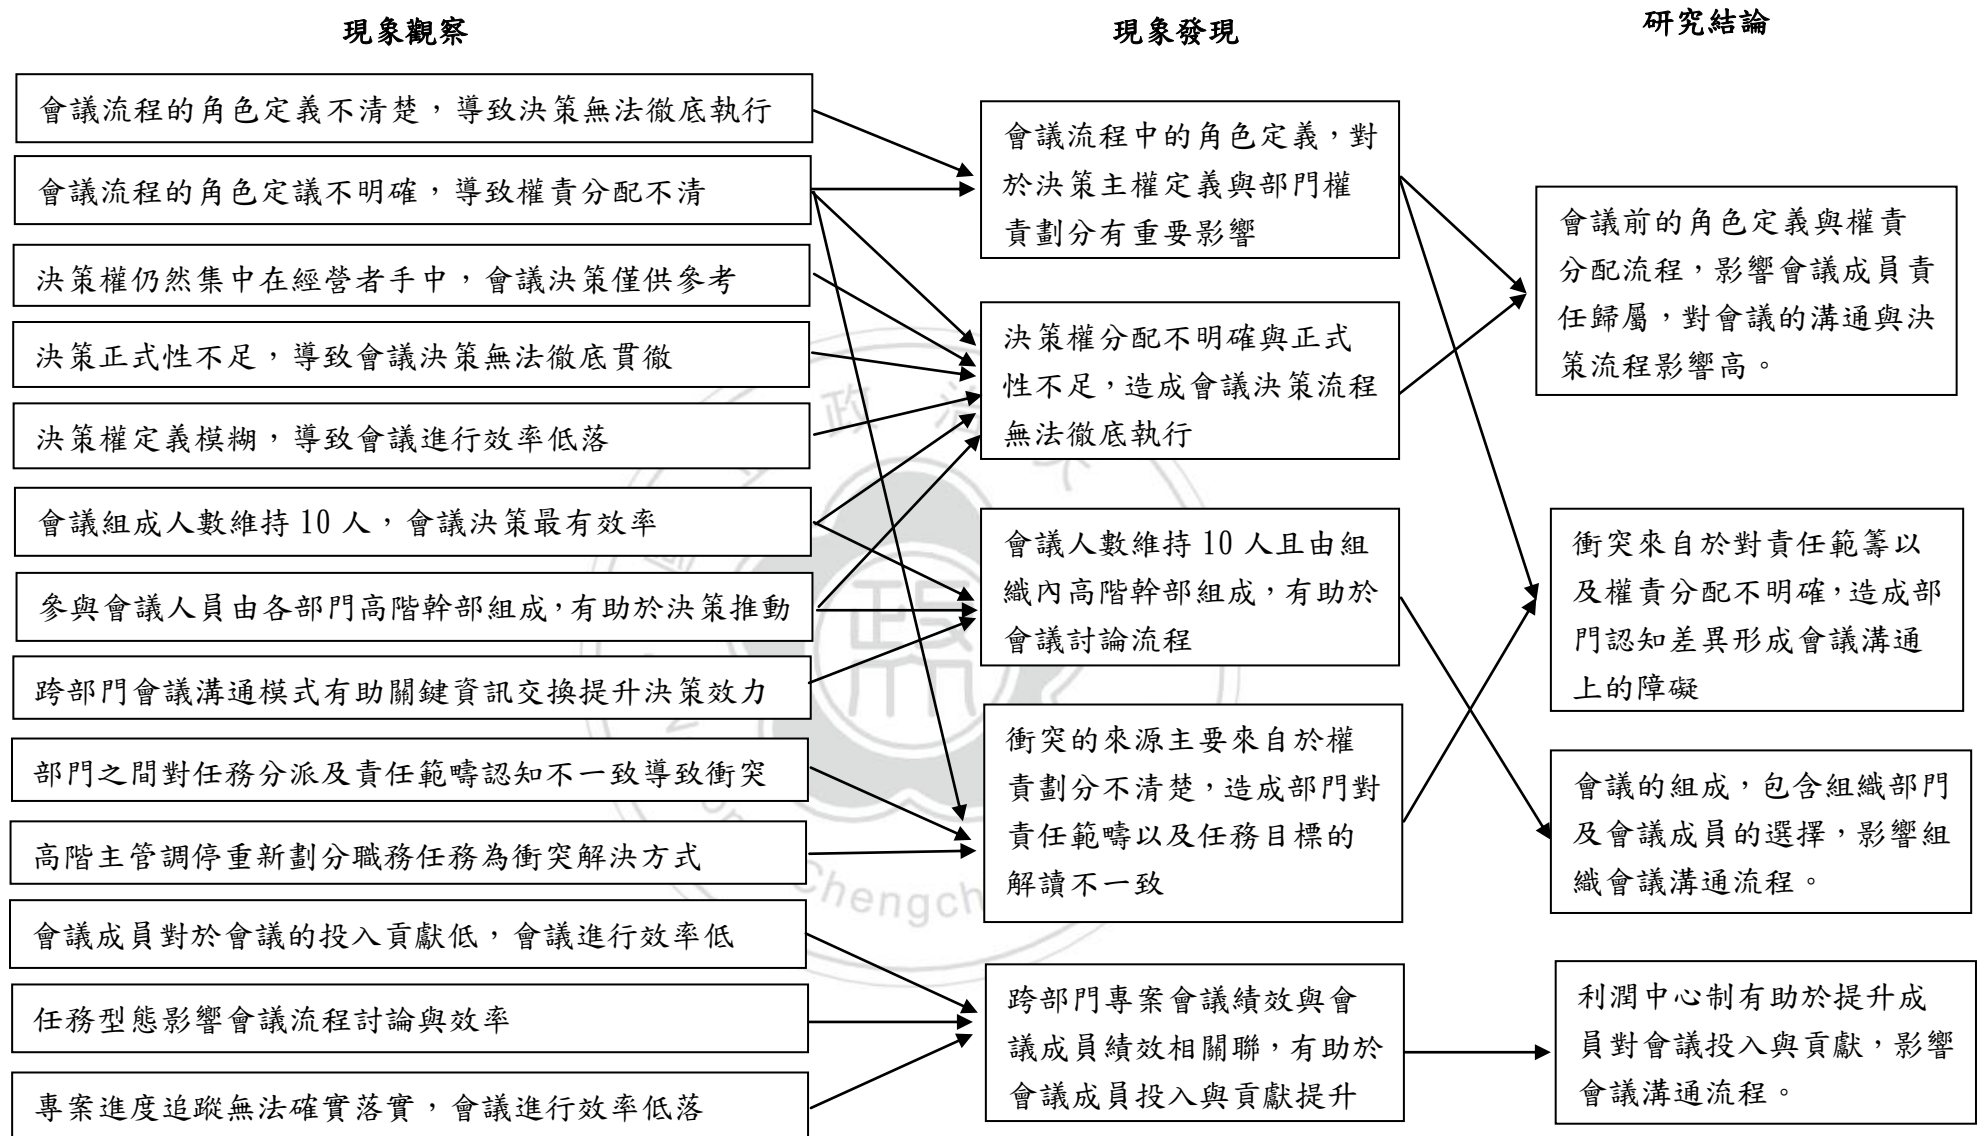 現象觀察
會議流程的角色定義不清楚，導致決策無法徹底執行
會議流程的角色定議不明確，導致權責分配不清
決策權仍然集中在經營者手中，會議決策僅供參考
決策正式性不足，導致會議決策無法徹底貫徹
決策權定義模糊，導致會議進行效率低落
會議組成人數維持 10 人，會議決策最有效率
參與會議人員由各部門高階幹部組成，有助於決策推動
跨部門會議溝通模式有助關鍵資訊交換提升決策效力
部門之間對任務分派及責任範疇認知不一致導致衝突
高階主管調停重新劃分職務任務為衝突解決方式
會議成員對於會議的投入貢獻低，會議進行效率低
任務型態影響會議流程討論與效率
專案進度追蹤無法確實落實，會議進行效率低落
現象發現
會議流程中的角色定義，對
於決策主權定義與部門權
責劃分有重要影響
決策權分配不明確與正式
性不足，造成會議決策流程
無法徹底執行
會議人數維持 10 人且由組
織內高階幹部組成，有助於
會議討論流程
衝突的來源主要來自於權
責劃分不清楚，造成部門對
責任範疇以及任務目標的
解讀不一致
跨部門專案會議績效與會
議成員績效相關聯，有助於
會議成員投入與貢獻提升
研究結論
會議前的角色定義與權責
分配流程，影響會議成員責
任歸屬，對會議的溝通與決
策流程影響高。
衝突來自於對責任範籌以
及權責分配不明確，造成部
門認知差異形成會議溝通
上的障礙
會議的組成，包含組織部門
及會議成員的選擇，影響組
織會議溝通流程。
利潤中心制有助於提升成
員對會議投入與貢獻，影響
會議溝通流程。
政
Chengch